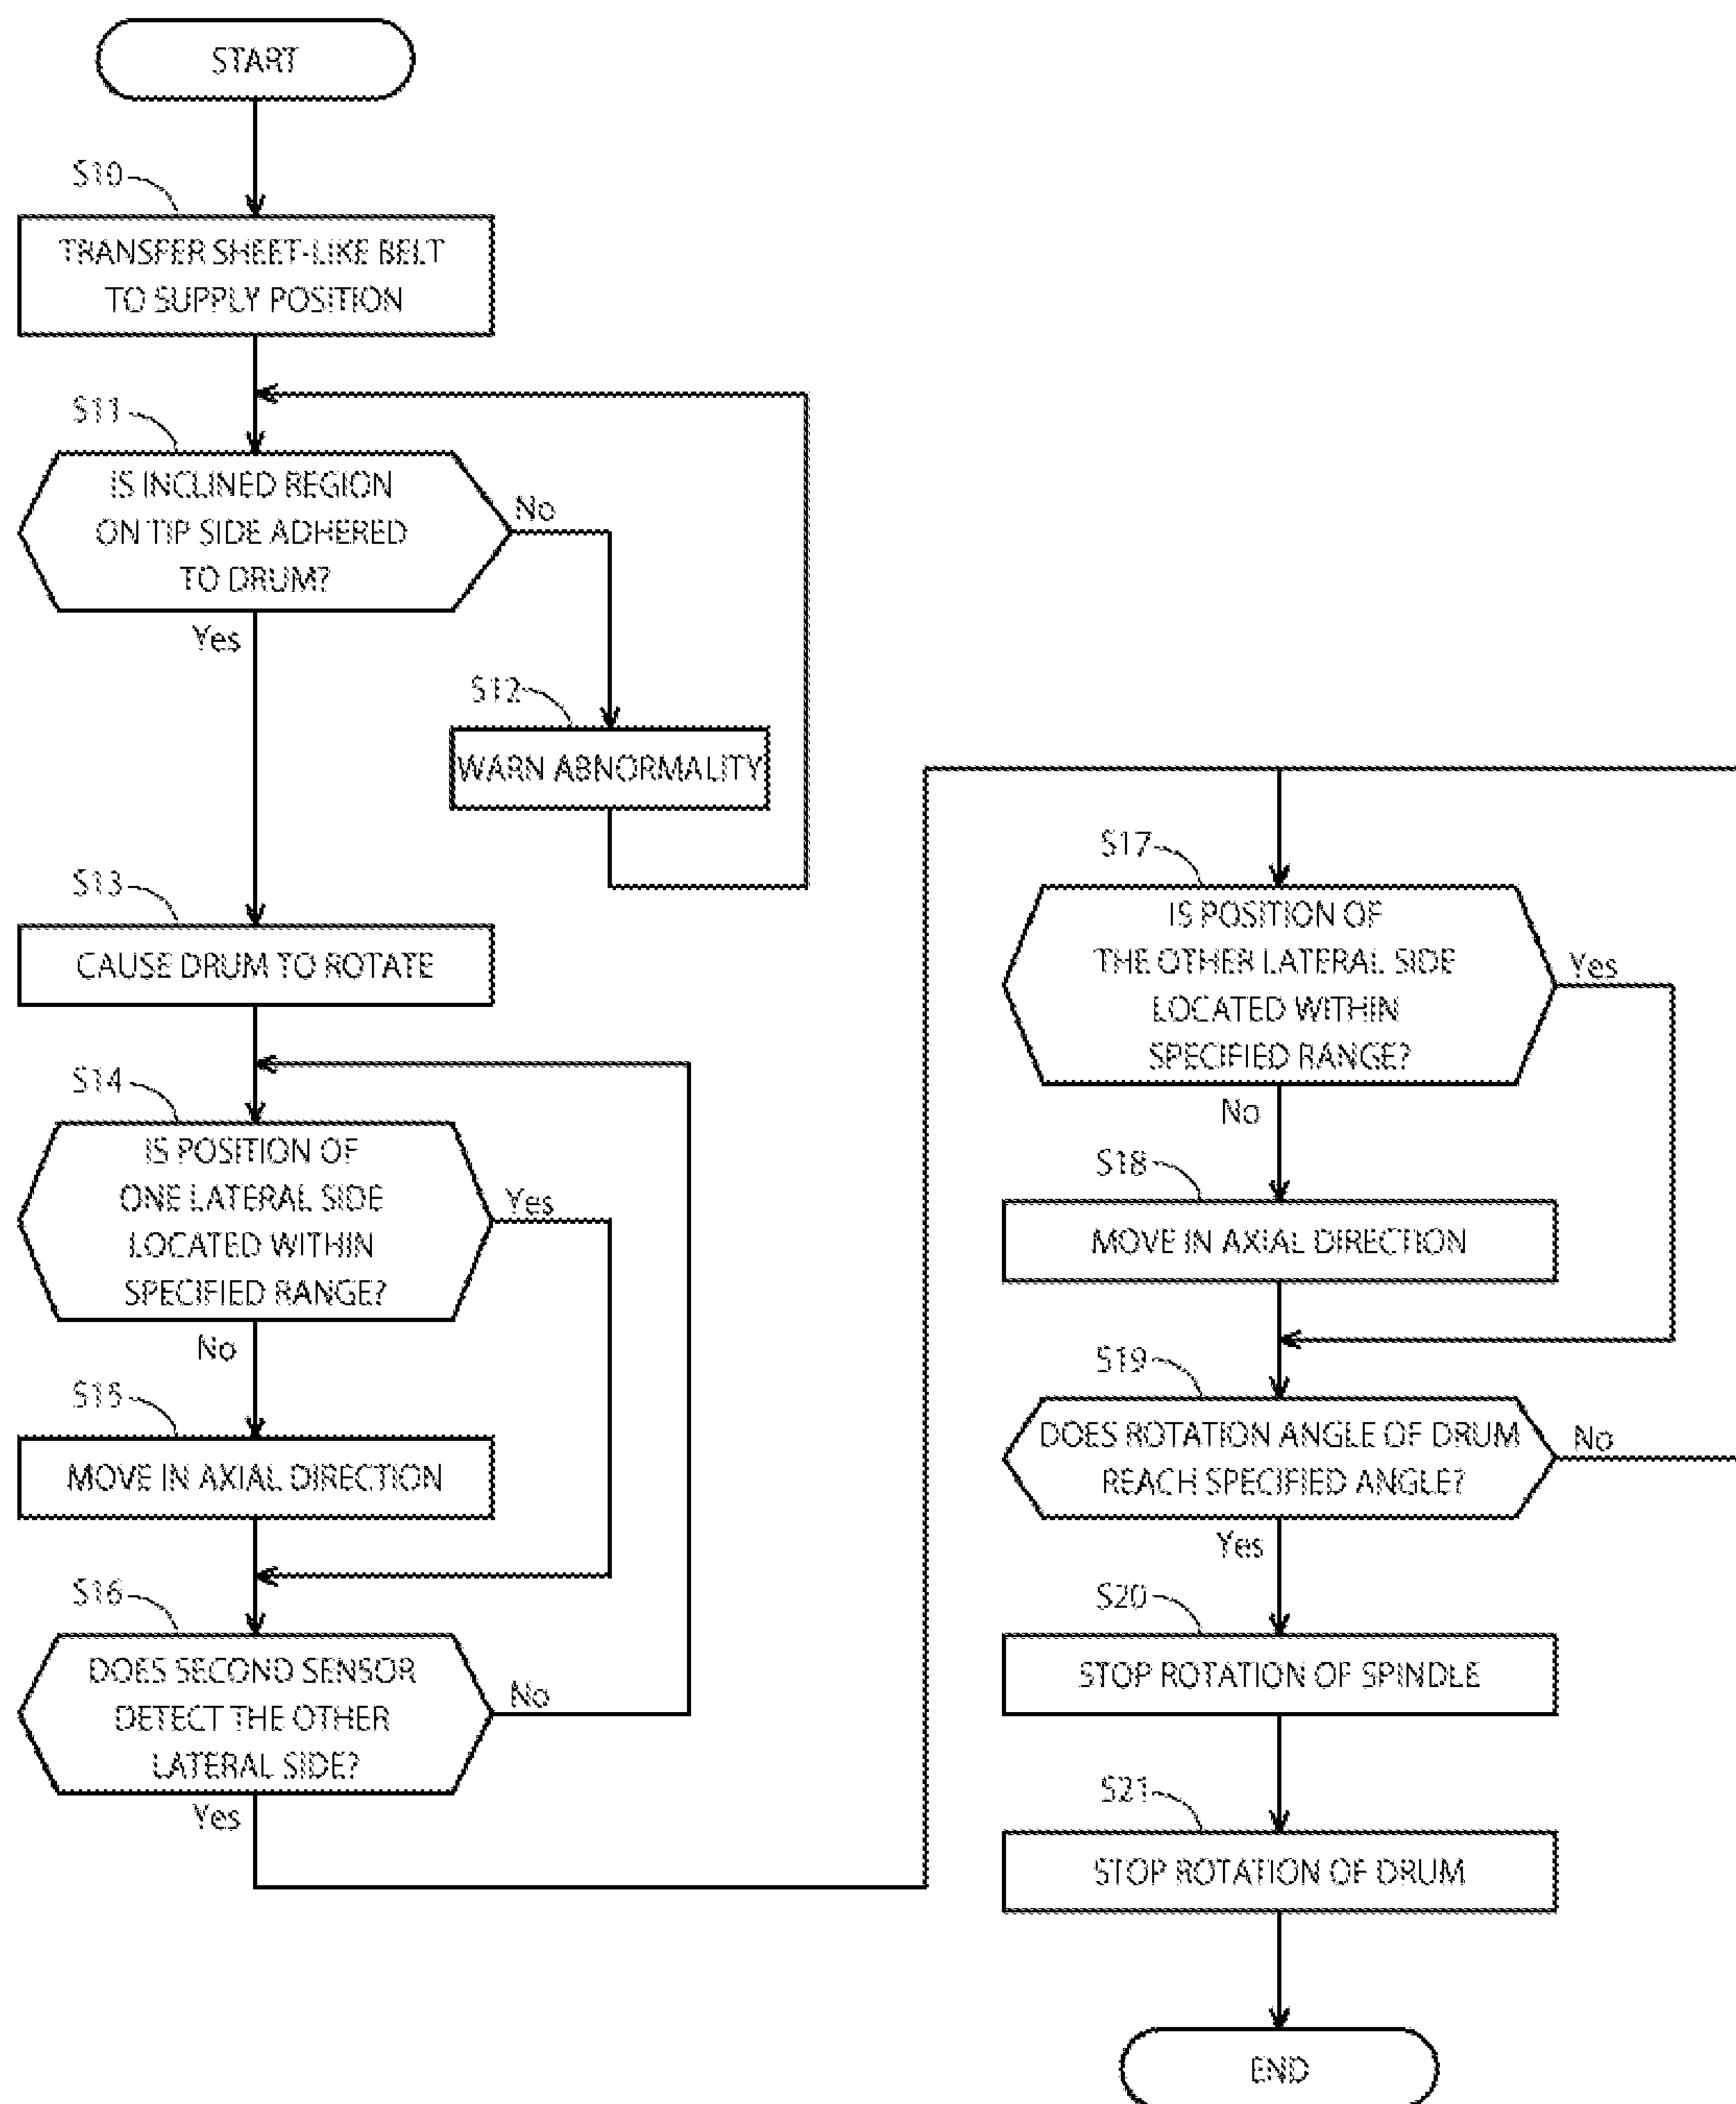 START
S10
TRANSFER SHEET-LIKE BELT
TO SUPPLY POSITION
S11
IS INCLINED REGION
ON TIP SIDE ADHERED
TO DRUM?
No
Yes
S12
WARN ABNORMALITY
S13
CAUSE DRUM TO ROTATE
S14
IS POSITION OF
ONE LATERAL SIDE
LOCATED WITHIN
SPECIFIED RANGE?
Yes
No
S15
MOVE IN AXIAL DIRECTION
S16
DOES SECOND SENSOR
DETECT THE OTHER
LATERAL SIDE?
No
Yes
S17
IS POSITION OF
THE OTHER LATERAL SIDE
LOCATED WITHIN
SPECIFIED RANGE?
Yes
No
S18
MOVE IN AXIAL DIRECTION
S19
DOES ROTATION ANGLE OF DRUM
REACH SPECIFIED ANGLE?
No
Yes
S20
STOP ROTATION OF SPINDLE
S21
STOP ROTATION OF DRUM
END